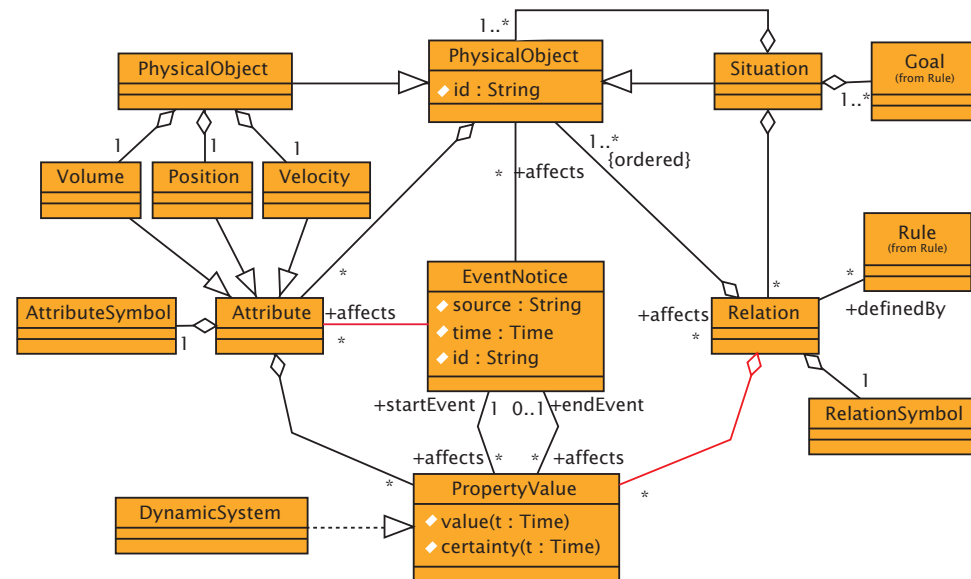 1..*
PhysicalObject
PhysicalObject
id : String
Situation
Goal
(from Rule)
1..*
1
1
1
1..*
{ordered}
*
+affects
Volume
Position
Velocity
Rule
(from Rule)
*
+definedBy
EventNotice
source : String
time : Time
id : String
*
AttributeSymbol
1
Attribute
+affects
*
*
+affects
*
Relation
1
RelationSymbol
+startEvent
1
0..1
+endEvent
+affects
*
*
+affects
*
*
PropertyValue
value(t : Time)
certainty(t : Time)
DynamicSystem